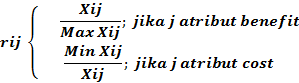 Xij
Max Xij ; jika j atribut benefit
rij {
Min Xij
Xij ; jika j atribut cost